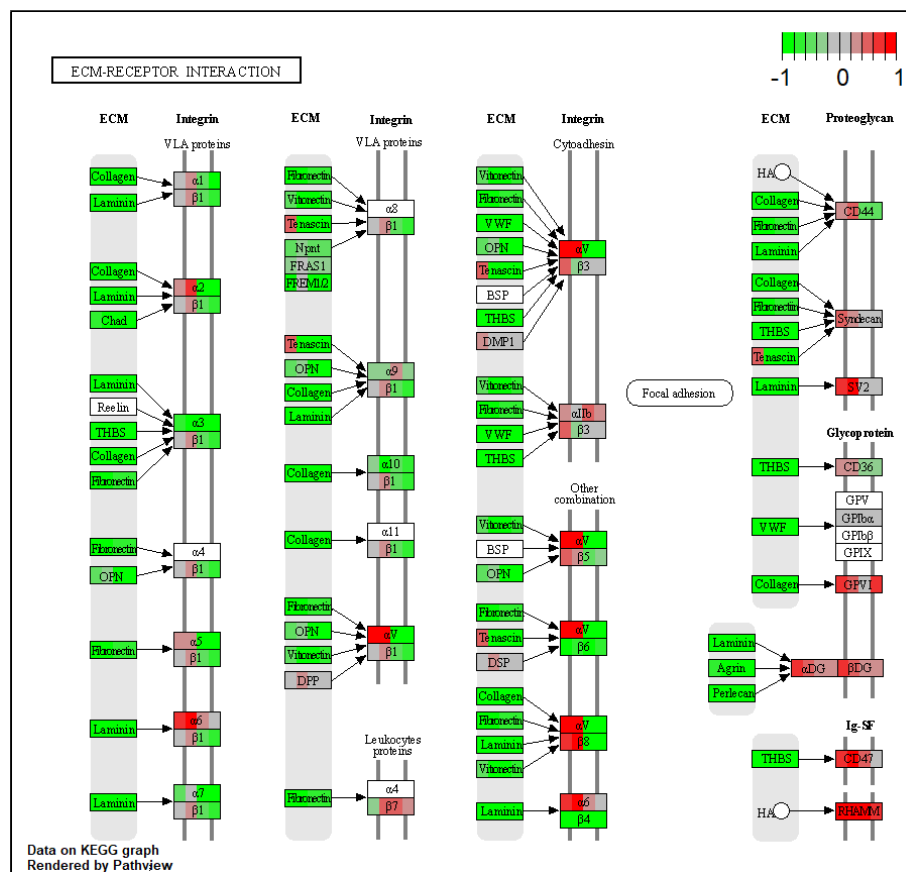 -1 0 1
ECM-RECEPTOR INTERACTION
ECM Integrin
VLA proteins
Collagen
α1
Laminin
β1
Collagen
α2
Laminin
β1
Chad
Laminin
Reelin
α3
THBS
β1
Collagen
Fibronectin
Fibronectin
α4
OPN
β1
α5
Fibronectin
β1
α6
Laminin
β1
α7
Laminin
β1
ECM Integrin
VLA proteins
Fibronectin
Vitronectin
α8
Tenascin
β1
Npnt
FRAS1
FREM1/2
Tenascin
OPN
α9
Collagen
β1
Laminin
α10
Collagen
β1
α11
Collagen
β1
Fibronectin
OPN
αV
Vitronectin
β1
DPP
Leukocytes
proteins
α4
Fibronectin
β7
ECM Integrin
Cytoadhesin
Vitronectin
Fibronectin
VWF
OPN
αV
Tenascin
β3
BSP
THBS
DMP1
Vitronectin
Fibronectin
αIIb
VWF
β3
THBS
Other
combination
Vitronectin
αV
BSP
β5
OPN
Fibronectin
αV
Tenascin
β6
DSP
Collagen
Fibronectin
αV
Laminin
β8
Vitronectin
α6
Laminin
β4
Focal adhesion
ECM Proteoglycan
HA
Collagen
CD44
Fibronectin
Laminin
Collagen
Fibronectin
Syndecan
THBS
Tenascin
Laminin
SV2
Glycoprotein
THBS
CD36
GPV
VWF
GPIbα
GPIbβ
GPIX
Collagen
GPVI
Laminin
Agrin
αDG βDG
Perlecan
Ig-SF
THBS
CD47
HA
RHAMM
Data on KEGG graph
Rendered by Pathview